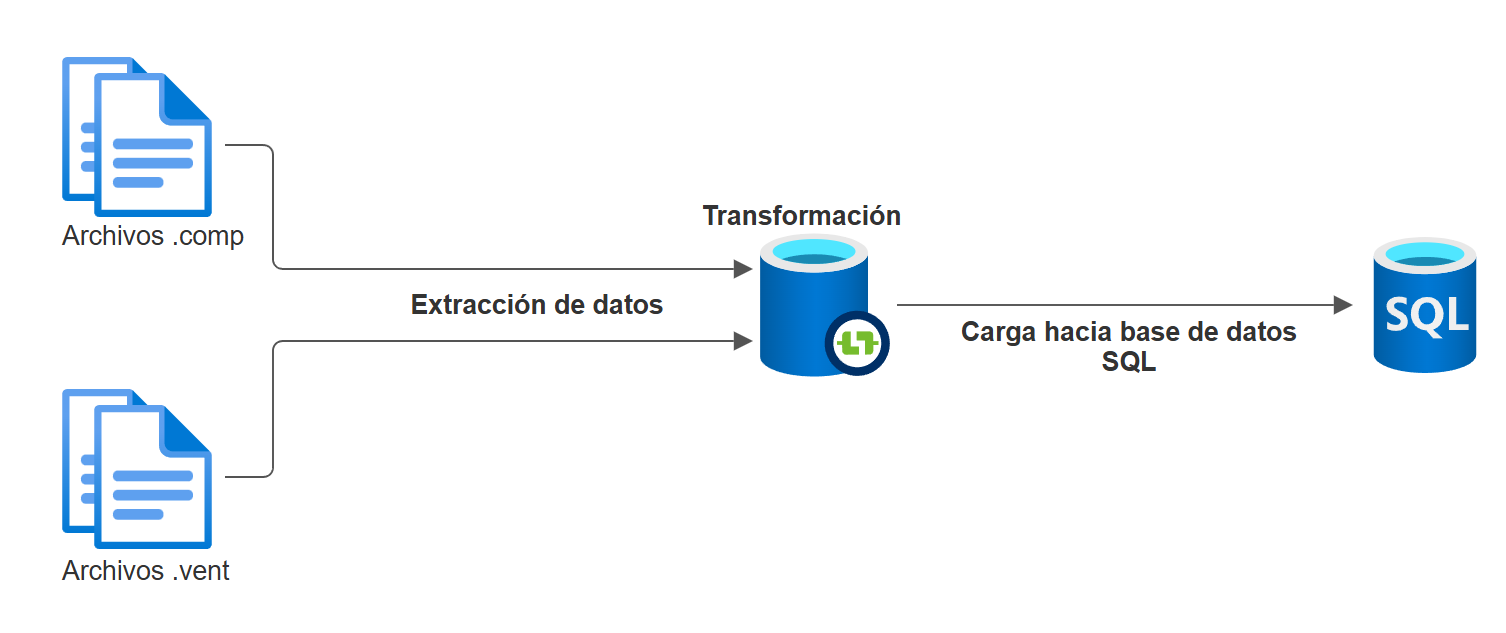 Archivos .comp
Transformación
Extracción de datos
Carga hacia base de datos
SQL
SQL
Archivos .vent